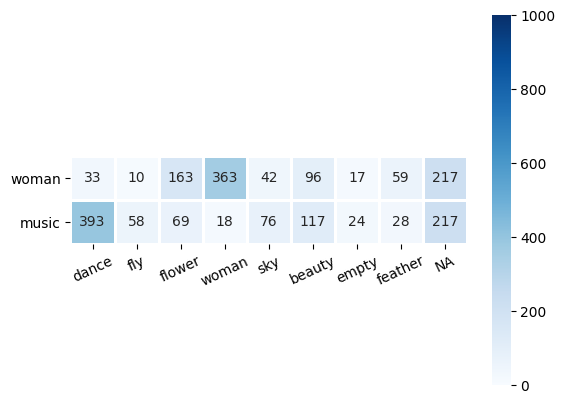 woman 33 10 163 363 42 96 17 59 217
music 393 58 69 18 76 117 24 28 217
dance fly flower woman sky beauty empty feather NA
1000
800
600
400
200
0